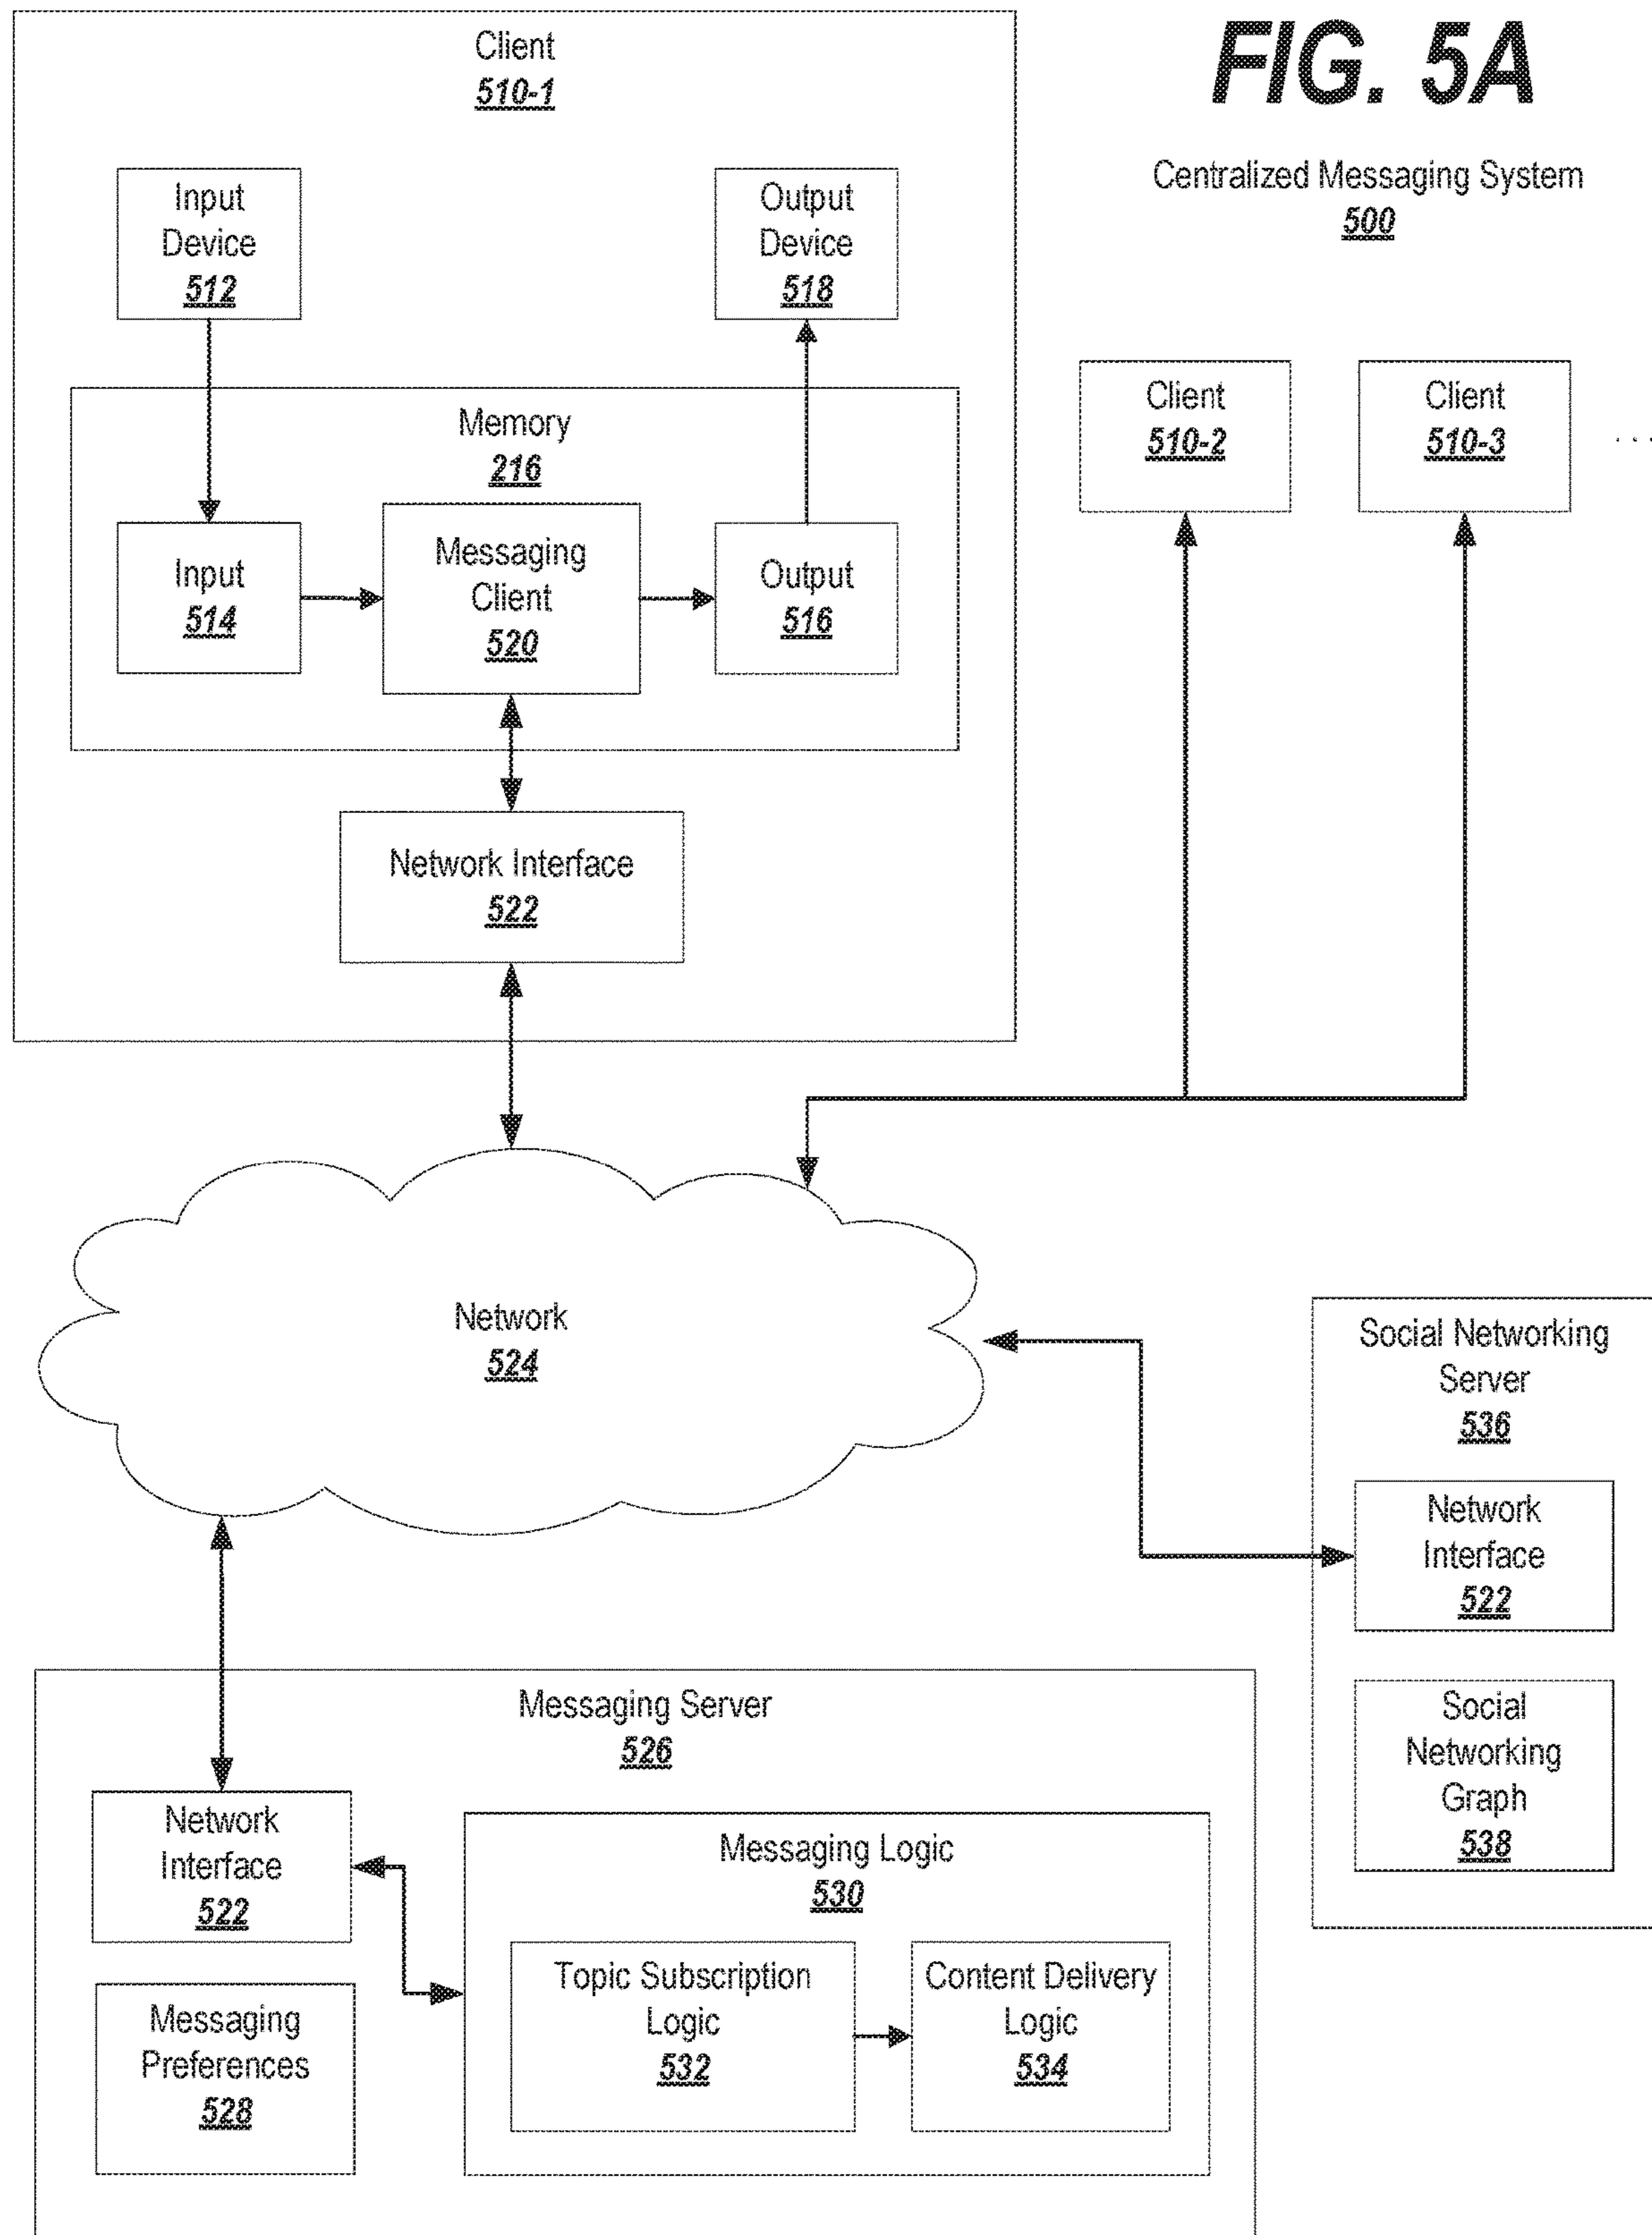 FIG. 5A
Centralized Messaging System
500
Client
510-1
Input
Device
512
Output
Device
518
Memory
216
Input
514
Messaging
Client
520
Output
516
Network Interface
522
Client
510-2
Client
510-3
. . .
Network
524
Social Networking
Server
536
Network
Interface
522
Social
Networking
Graph
538
Messaging Server
526
Network
Interface
522
Messaging
Preferences
528
Messaging Logic
530
Topic Subscription
Logic
532
Content Delivery
Logic
534